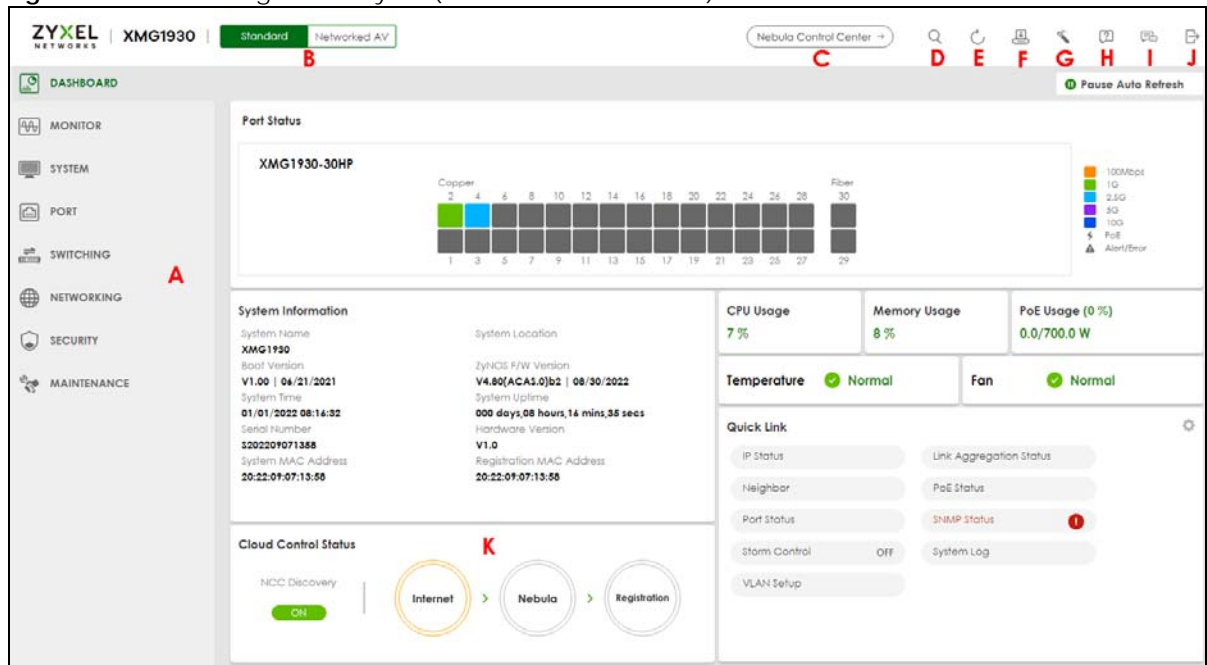 ZYXEL NETWORKS | XMG1930 | Standard Networked AV Nebula Control Center →
B C D E F G H I J
DASHBOARD
Pause Auto Refresh
MONITOR
SYSTEM
PORT
SWITCHING
A
NETWORKING
SECURITY
MAINTENANCE
Port Status
XMG1930-30HP
Copper Fiber
2 4 6 8 10 12 14 16 18 20 22 24 26 28 30
1 3 5 7 9 11 13 15 17 19 21 23 25 27 29
100Mbps
1G
2.5G
5G
10G
PoE
Alert/Error
System Information
System Name System Location
XMG1930
Boot Version ZyNOS F/W Version
V1.00 | 06/21/2021 V4.80(ACAS.0)b2 | 08/30/2022
System Time System Uptime
01/01/2022 08:16:32 000 days,08 hours,16 mins,35 secs
Serial Number Hardware Version
S202209071358 V1.0
System MAC Address Registration MAC Address
20:22:09:07:13:58 20:22:09:07:13:58
CPU Usage Memory Usage PoE Usage (0 %)
7 % 8 % 0.0/700.0 W
Temperature Normal Fan Normal
Quick Link
IP Status Link Aggregation Status
Neighbor PoE Status
Port Status SNMP Status
Storm Control OFF System Log
VLAN Setup
Cloud Control Status
K
NCC Discovery
ON
Internet > Nebula > Registration